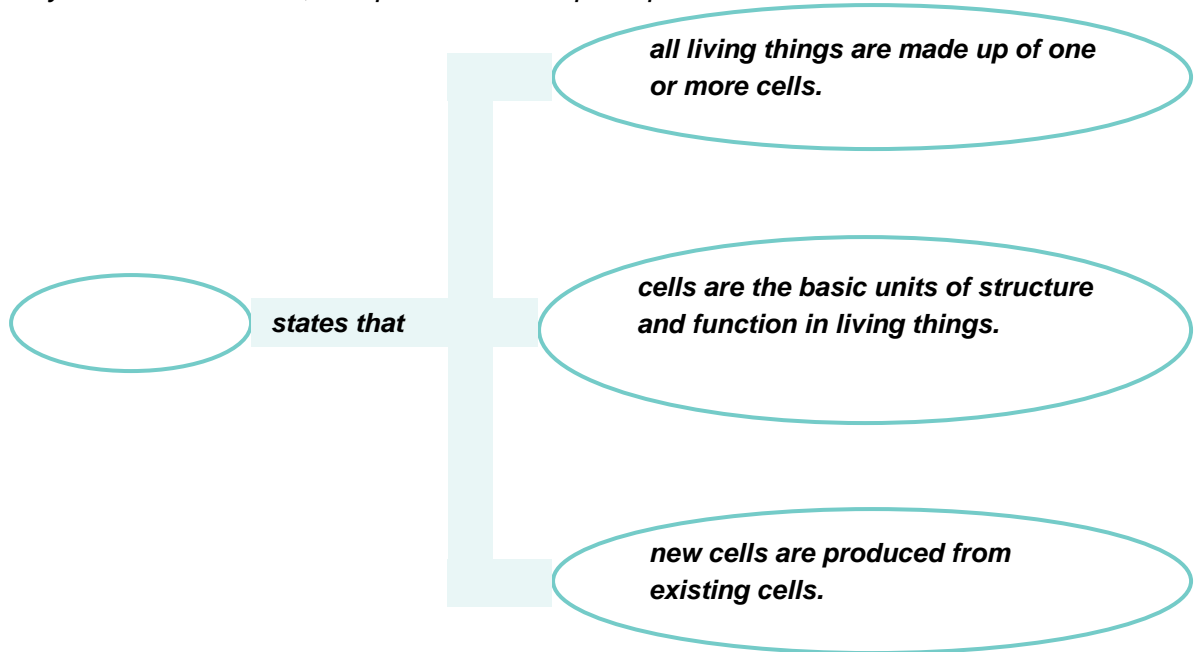 all living things are made up of one
or more cells.
states that
cells are the basic units of structure
and function in living things.
new cells are produced from
existing cells.